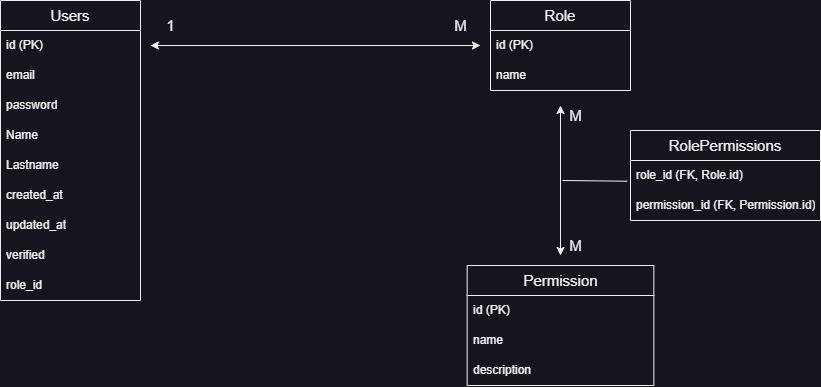 Users
id (PK)
email
password
Name
Lastname
created_at
updated_at
verified
role_id
1
M
Role
id (PK)
name
M
RolePermissions
role_id (FK, Role.id)
permission_id (FK, Permission.id)
M
Permission
id (PK)
name
description